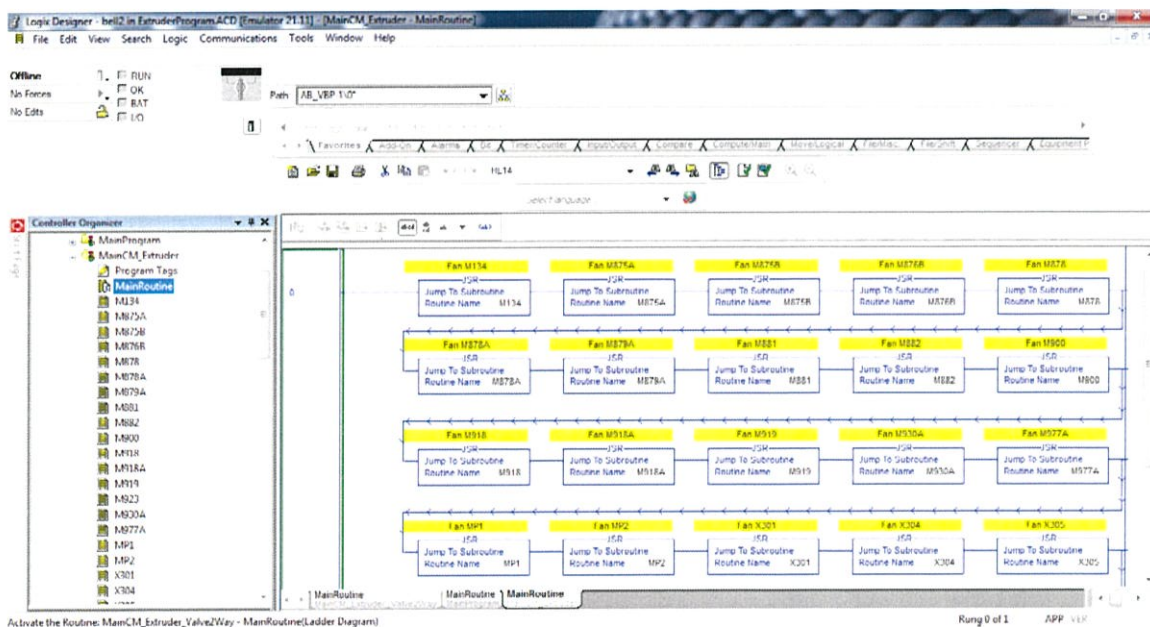 Logix Designer - bell2 in ExtruderProgram.ACD [Emulator 21.11] - [MainCM_Extruder - MainRoutine]
File Edit View Search Logic Communications Tools Window Help
Offline
RUN
No Forces
OK
BAT
No Edits
I/O
Path AB_VBP 1\0*
Favorites Add-On Alarms Bit Timer/Counter Input/Output Compare Compute/Math Move/Logical File/Misc. File/Shift Sequencer Equipment P
HL14
Select language
Controller Organizer
MainProgram
MainCM_Extruder
Program Tags
MainRoutine
M134
M875A
M875B
M876B
M878
M878A
M879A
M881
M882
M900
M918
M918A
M919
M923
M930A
M977A
MP1
MP2
X301
X304
0
Fan M134 Fan M875A Fan M875B Fan M876B Fan M878
JSR JSR JSR JSR JSR
Jump To Subroutine Jump To Subroutine Jump To Subroutine Jump To Subroutine Jump To Subroutine
Routine Name M134 Routine Name M875A Routine Name M875B Routine Name M876B Routine Name M878
Fan M878A Fan M879A Fan M881 Fan M882 Fan M900
JSR JSR JSR JSR JSR
Jump To Subroutine Jump To Subroutine Jump To Subroutine Jump To Subroutine Jump To Subroutine
Routine Name M878A Routine Name M879A Routine Name M881 Routine Name M882 Routine Name M900
Fan M918 Fan M918A Fan M919 Fan M930A Fan M977A
JSR JSR JSR JSR JSR
Jump To Subroutine Jump To Subroutine Jump To Subroutine Jump To Subroutine Jump To Subroutine
Routine Name M918 Routine Name M918A Routine Name M919 Routine Name M930A Routine Name M977A
Fan MP1 Fan MP2 Fan X301 Fan X304 Fan X305
JSR JSR JSR JSR JSR
Jump To Subroutine Jump To Subroutine Jump To Subroutine Jump To Subroutine Jump To Subroutine
Routine Name MP1 Routine Name MP2 Routine Name X301 Routine Name X304 Routine Name X305
MainRoutine MainRoutine MainRoutine
MainCM_Extruder_Valve2Way MainProgram
Activate the Routine: MainCM_Extruder_Valve2Way - MainRoutine(Ladder Diagram)
Rung 0 of 1 APP VER